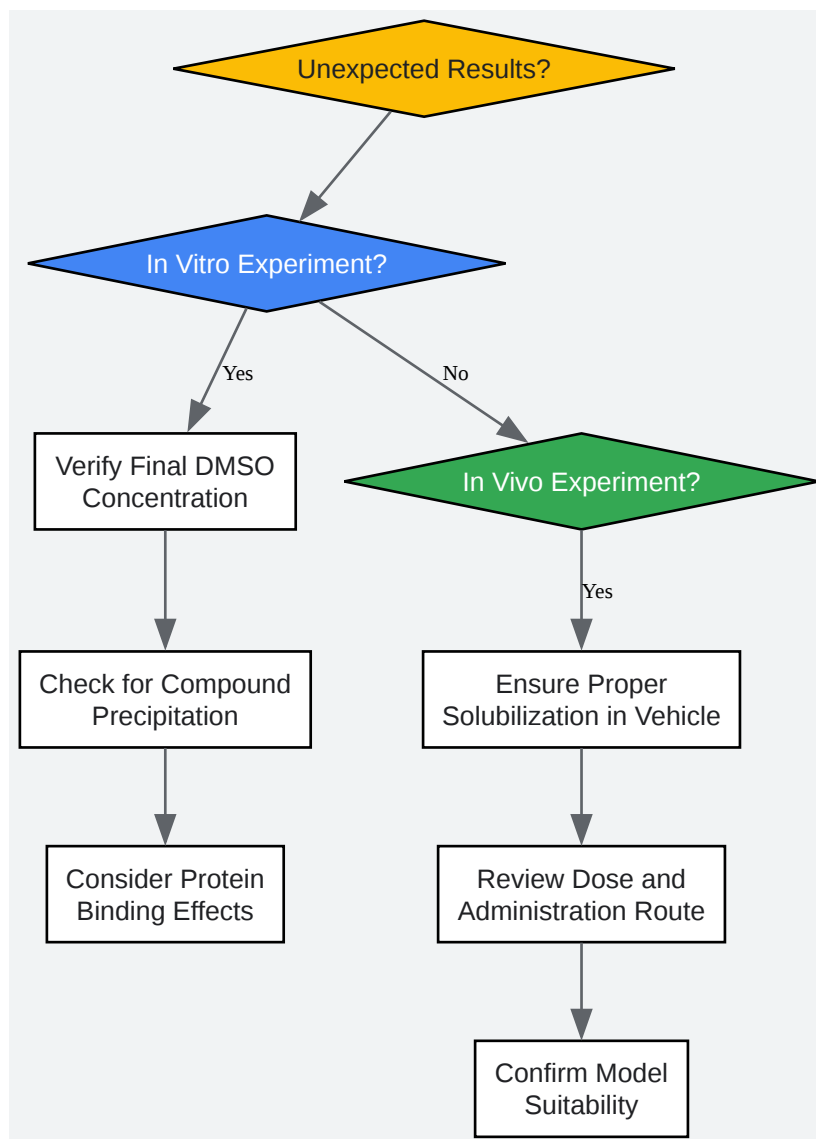 Unexpected Results?
In Vitro Experiment?
Yes
No
Verify Final DMSO
Concentration
In Vivo Experiment?
Yes
Check for Compound
Precipitation
Ensure Proper
Solubilization in Vehicle
Consider Protein
Binding Effects
Review Dose and
Administration Route
Confirm Model
Suitability